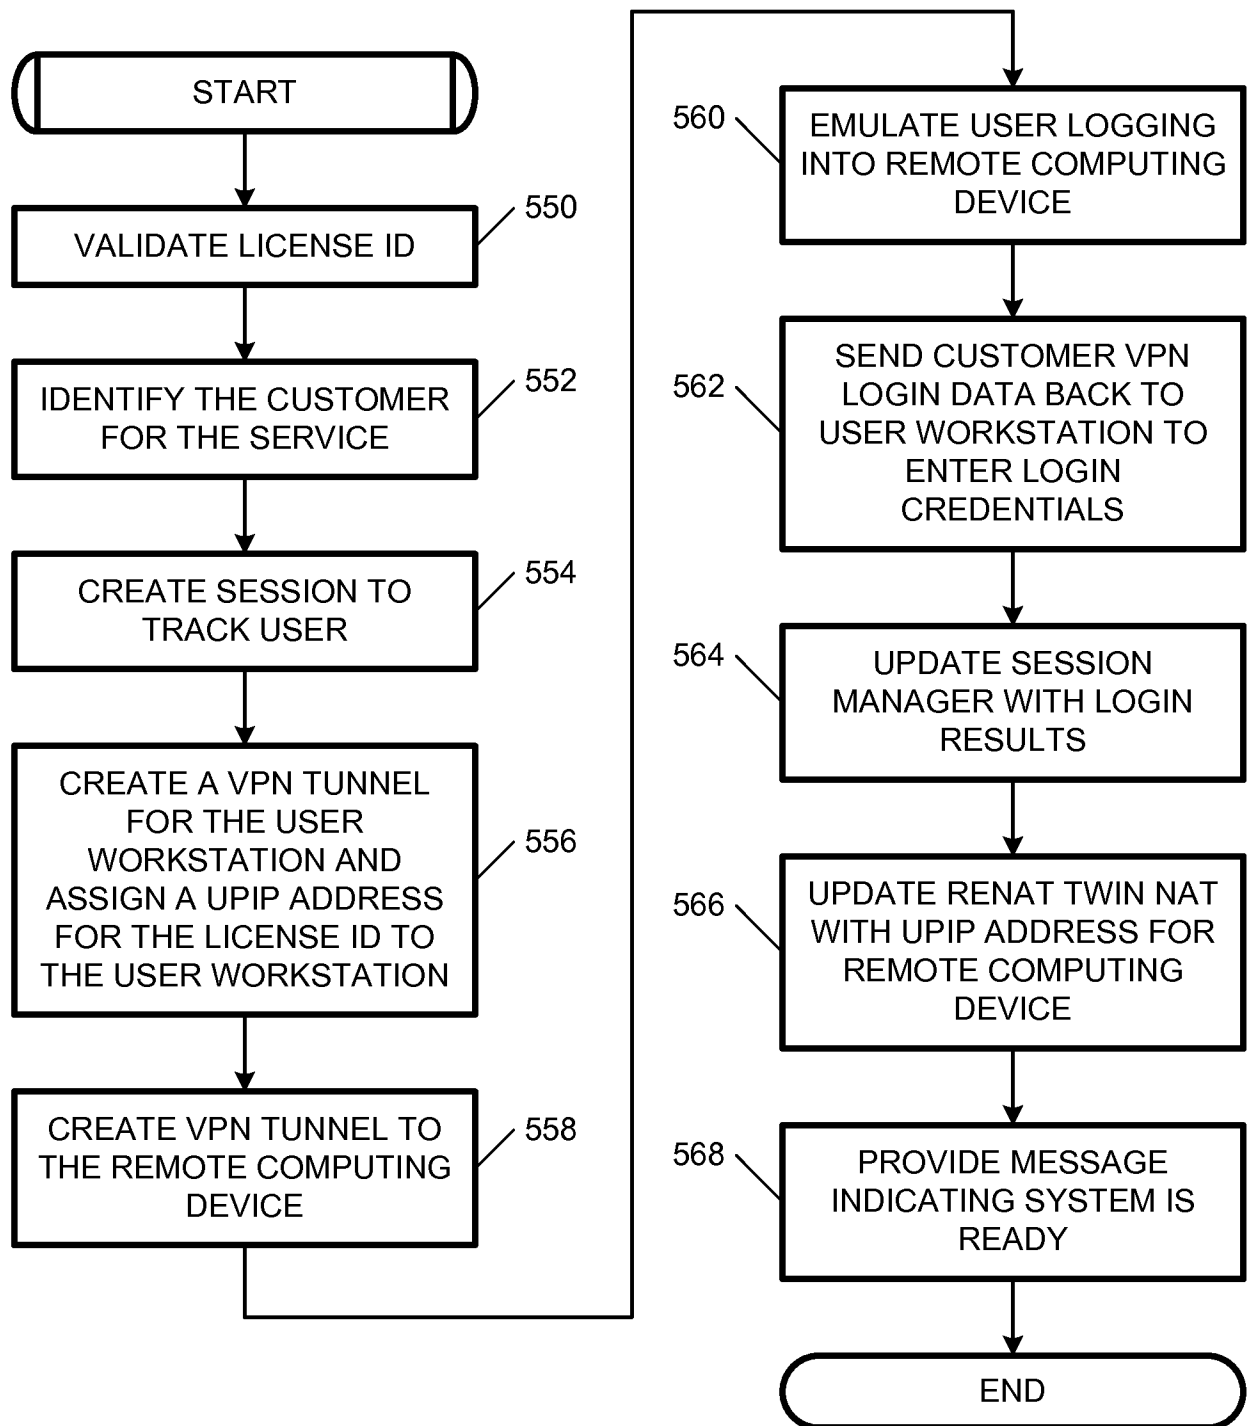 START
550
VALIDATE LICENSE ID
552
IDENTIFY THE CUSTOMER
FOR THE SERVICE
554
CREATE SESSION TO
TRACK USER
556
CREATE A VPN TUNNEL
FOR THE USER
WORKSTATION AND
ASSIGN A UPIP ADDRESS
FOR THE LICENSE ID TO
THE USER WORKSTATION
558
CREATE VPN TUNNEL TO
THE REMOTE COMPUTING
DEVICE
560
EMULATE USER LOGGING
INTO REMOTE COMPUTING
DEVICE
562
SEND CUSTOMER VPN
LOGIN DATA BACK TO
USER WORKSTATION TO
ENTER LOGIN
CREDENTIALS
564
UPDATE SESSION
MANAGER WITH LOGIN
RESULTS
566
UPDATE RENAT TWIN NAT
WITH UPIP ADDRESS FOR
REMOTE COMPUTING
DEVICE
568
PROVIDE MESSAGE
INDICATING SYSTEM IS
READY
END